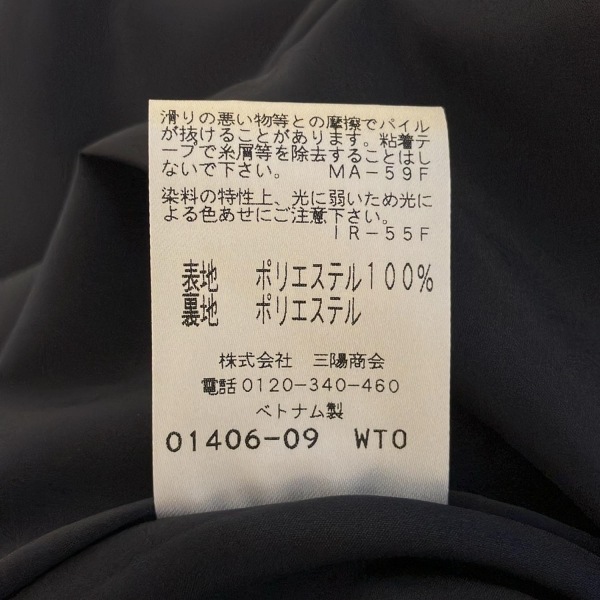 滑りの悪い物等との摩擦でパイル
が抜けることがあります。粘着テ
ープで糸屑等を除去することはし
ないで下さい。　ＭＡ－５９Ｆ
染料の特性上、光に弱いため光に
よる色あせにご注意下さい。
ＩＲ－５５Ｆ
表地　ポリエステル100%
裏地　ポリエステル
株式会社　三陽商会
電話0120-340-460
ベトナム製
01406-09　WTO